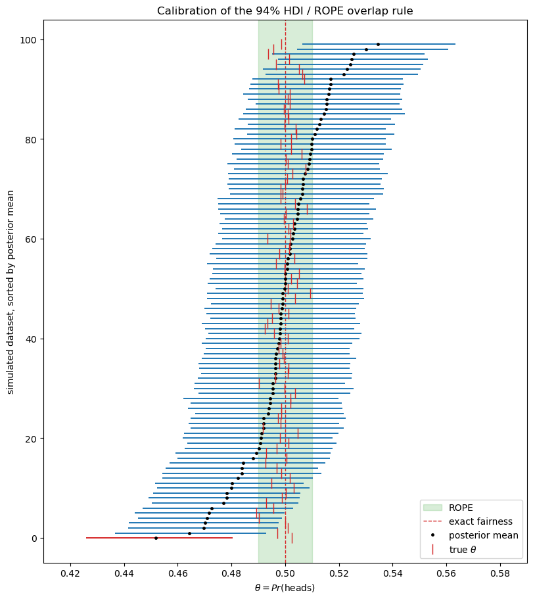 Calibration of the 94% HDI / ROPE overlap rule
simulated dataset, sorted by posterior mean
100
80
60
40
20
0
ROPE
exact fairness
posterior mean
true θ
0.42 0.44 0.46 0.48 0.50 0.52 0.54 0.56 0.58
θ = Pr(heads)